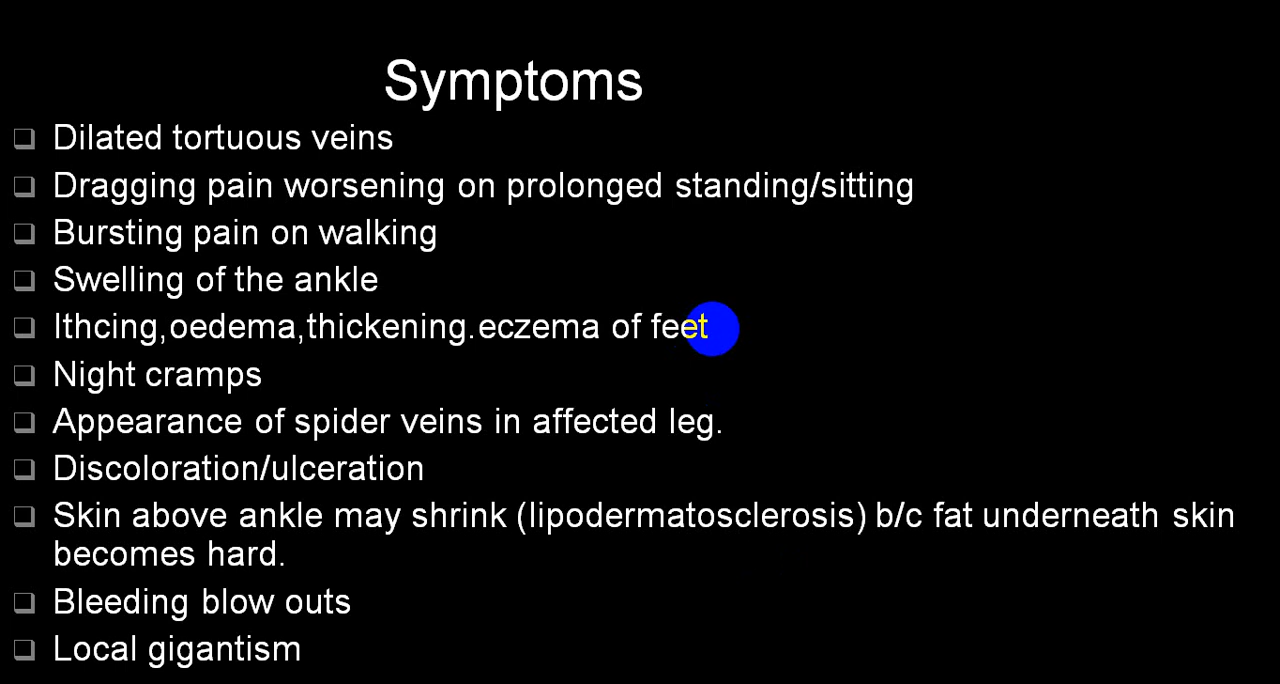 Symptoms
Dilated tortuous veins
Dragging pain worsening on prolonged standing/sitting
Bursting pain on walking
Swelling of the ankle
Ithcing,oedema,thickening.eczema of feet
Night cramps
Appearance of spider veins in affected leg.
Discoloration/ulceration
Skin above ankle may shrink (lipodermatosclerosis) b/c fat underneath skin
becomes hard.
Bleeding blow outs
Local gigantism